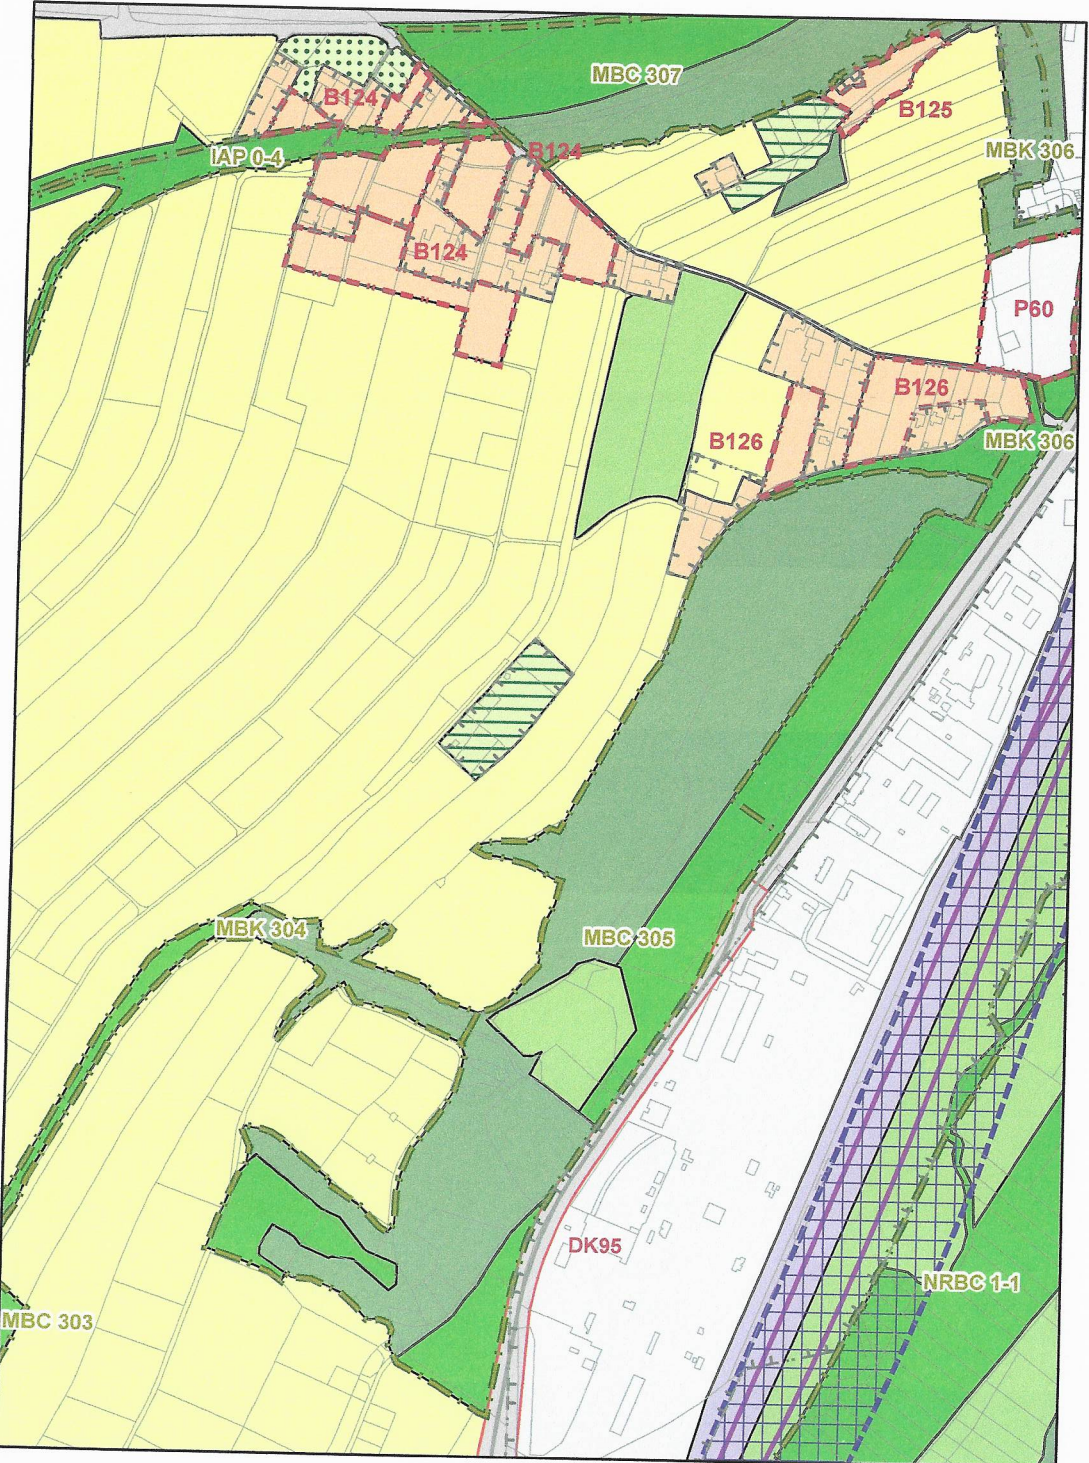 MBC 307
B124
B125
IAP 0-4
B124
MBK 306
B124
P60
B126
B126
MBK 306
MBK 304
MBC 305
DK95
NRBC 1-1
MBC 303